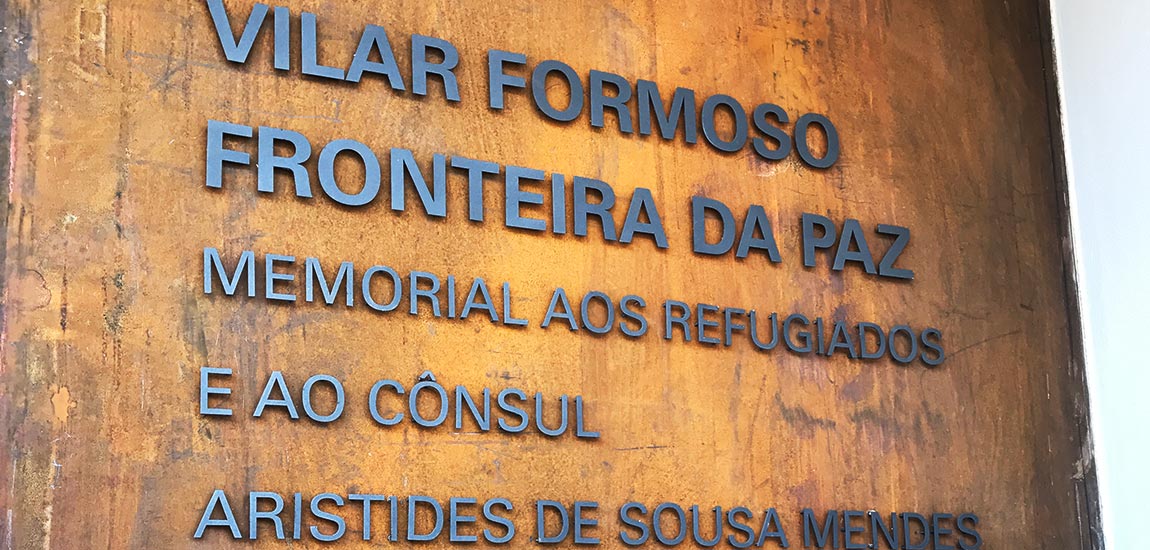 VILAR FORMOSO
FRONTEIRA DA PAZ
MEMORIAL AOS REFUGIADOS
E AO CÔNSUL
ARISTIDES DE SOUSA MENDES